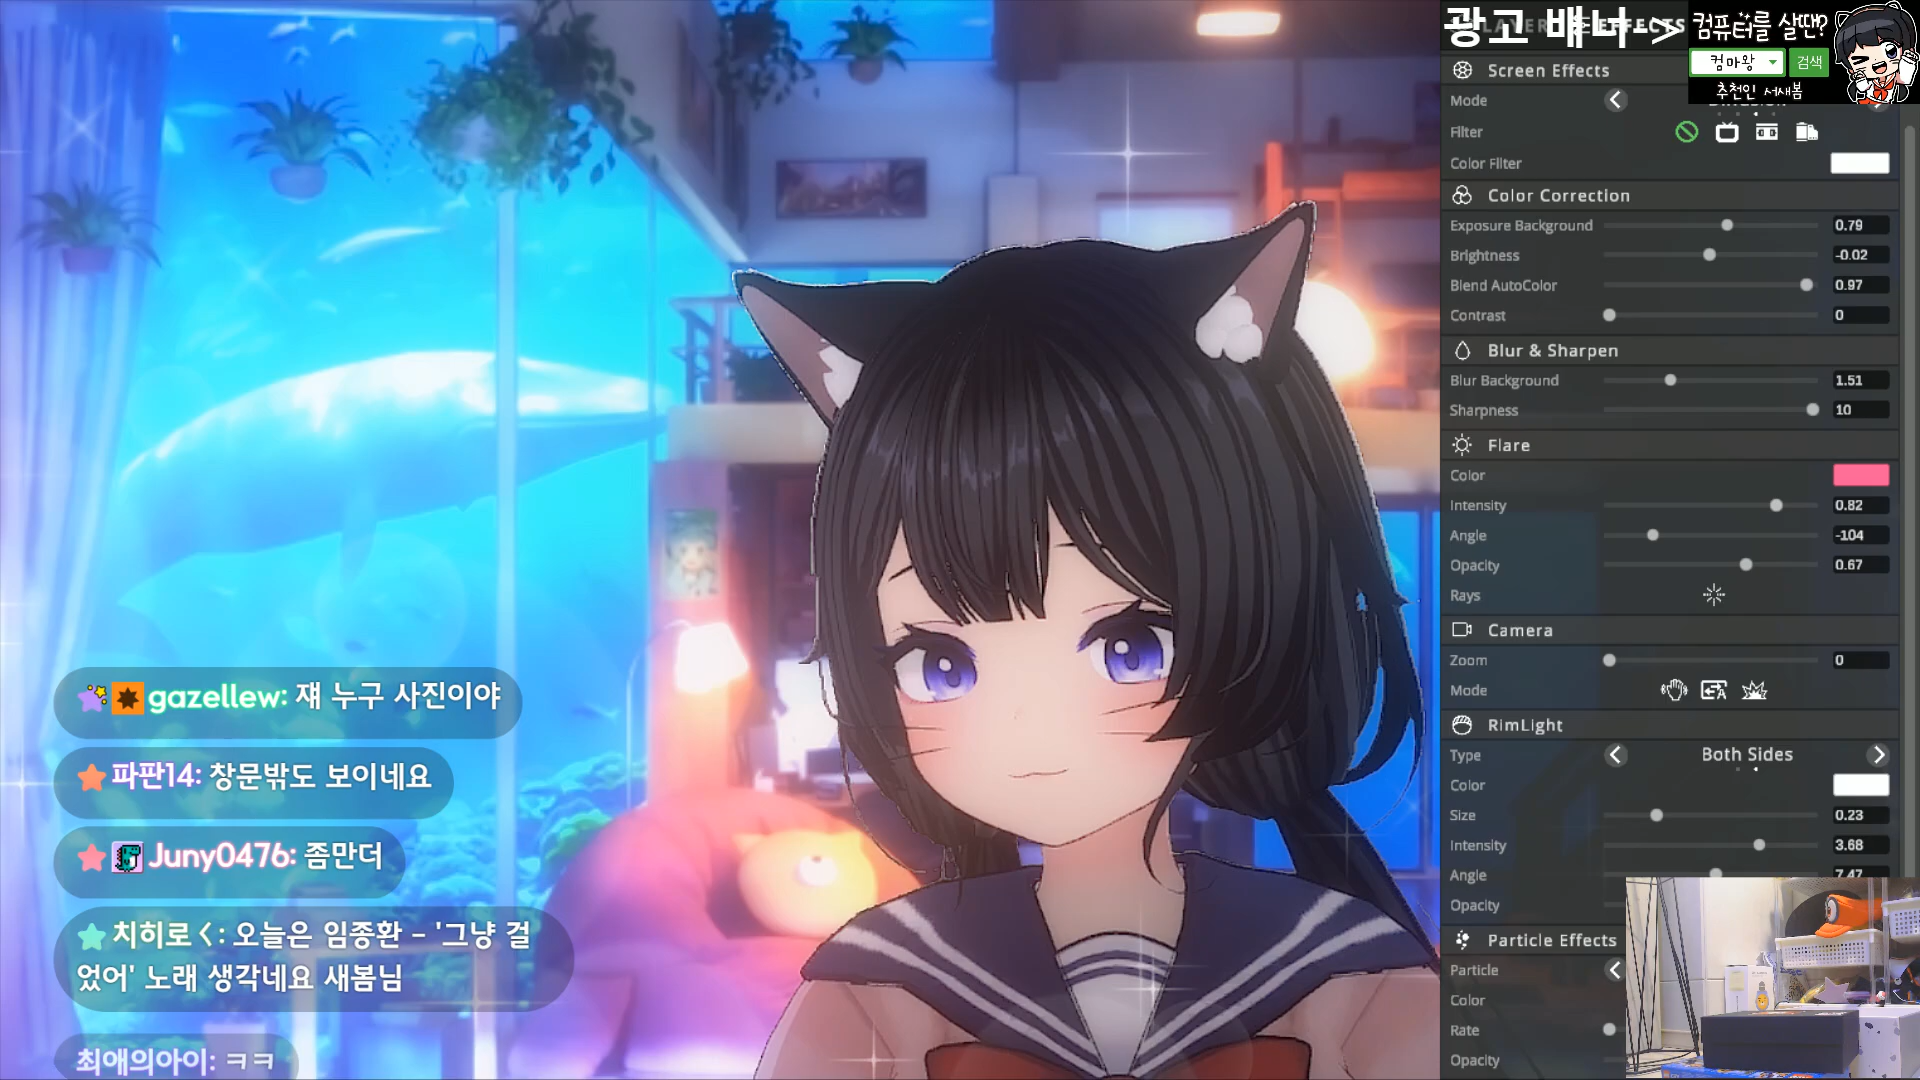 광고 배너->
컴퓨터를 살땐?
컴마왕
검색
추천인 서새봄
Screen Effects
Mode
Filter
Color Filter
Color Correction
Exposure Background 0.79
Brightness -0.02
Blend AutoColor 0.97
Contrast 0
Blur & Sharpen
Blur Background 1.51
Sharpness 10
Flare
Color
Intensity 0.82
Angle -104
Opacity 0.67
Rays
Camera
Zoom 0
Mode
RimLight
Type Both Sides
Color
Size 0.23
Intensity 3.68
Angle 7.47
Opacity
Particle Effects
Particle
Color
Rate
Opacity
gazellew: 쟤 누구 사진이야
파판14: 창문밖도 보이네요
Juny0476: 좀만더
치히로く: 오늘은 임종환 - '그냥 걸
었어' 노래 생각네요 새봄님
최애의아이: ㅋㅋ